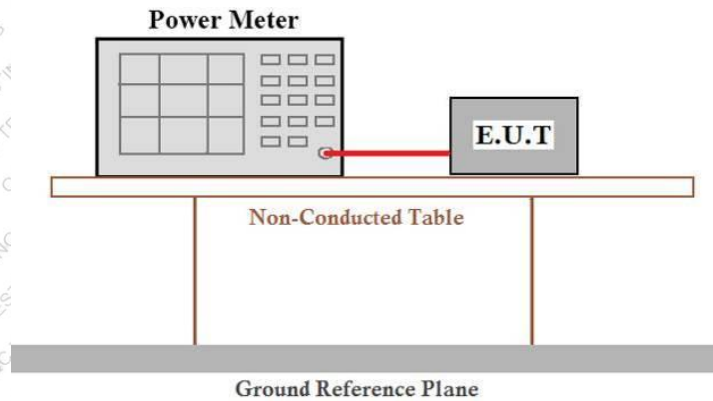 Power Meter
E.U.T
Non-Conducted Table
Ground Reference Plane